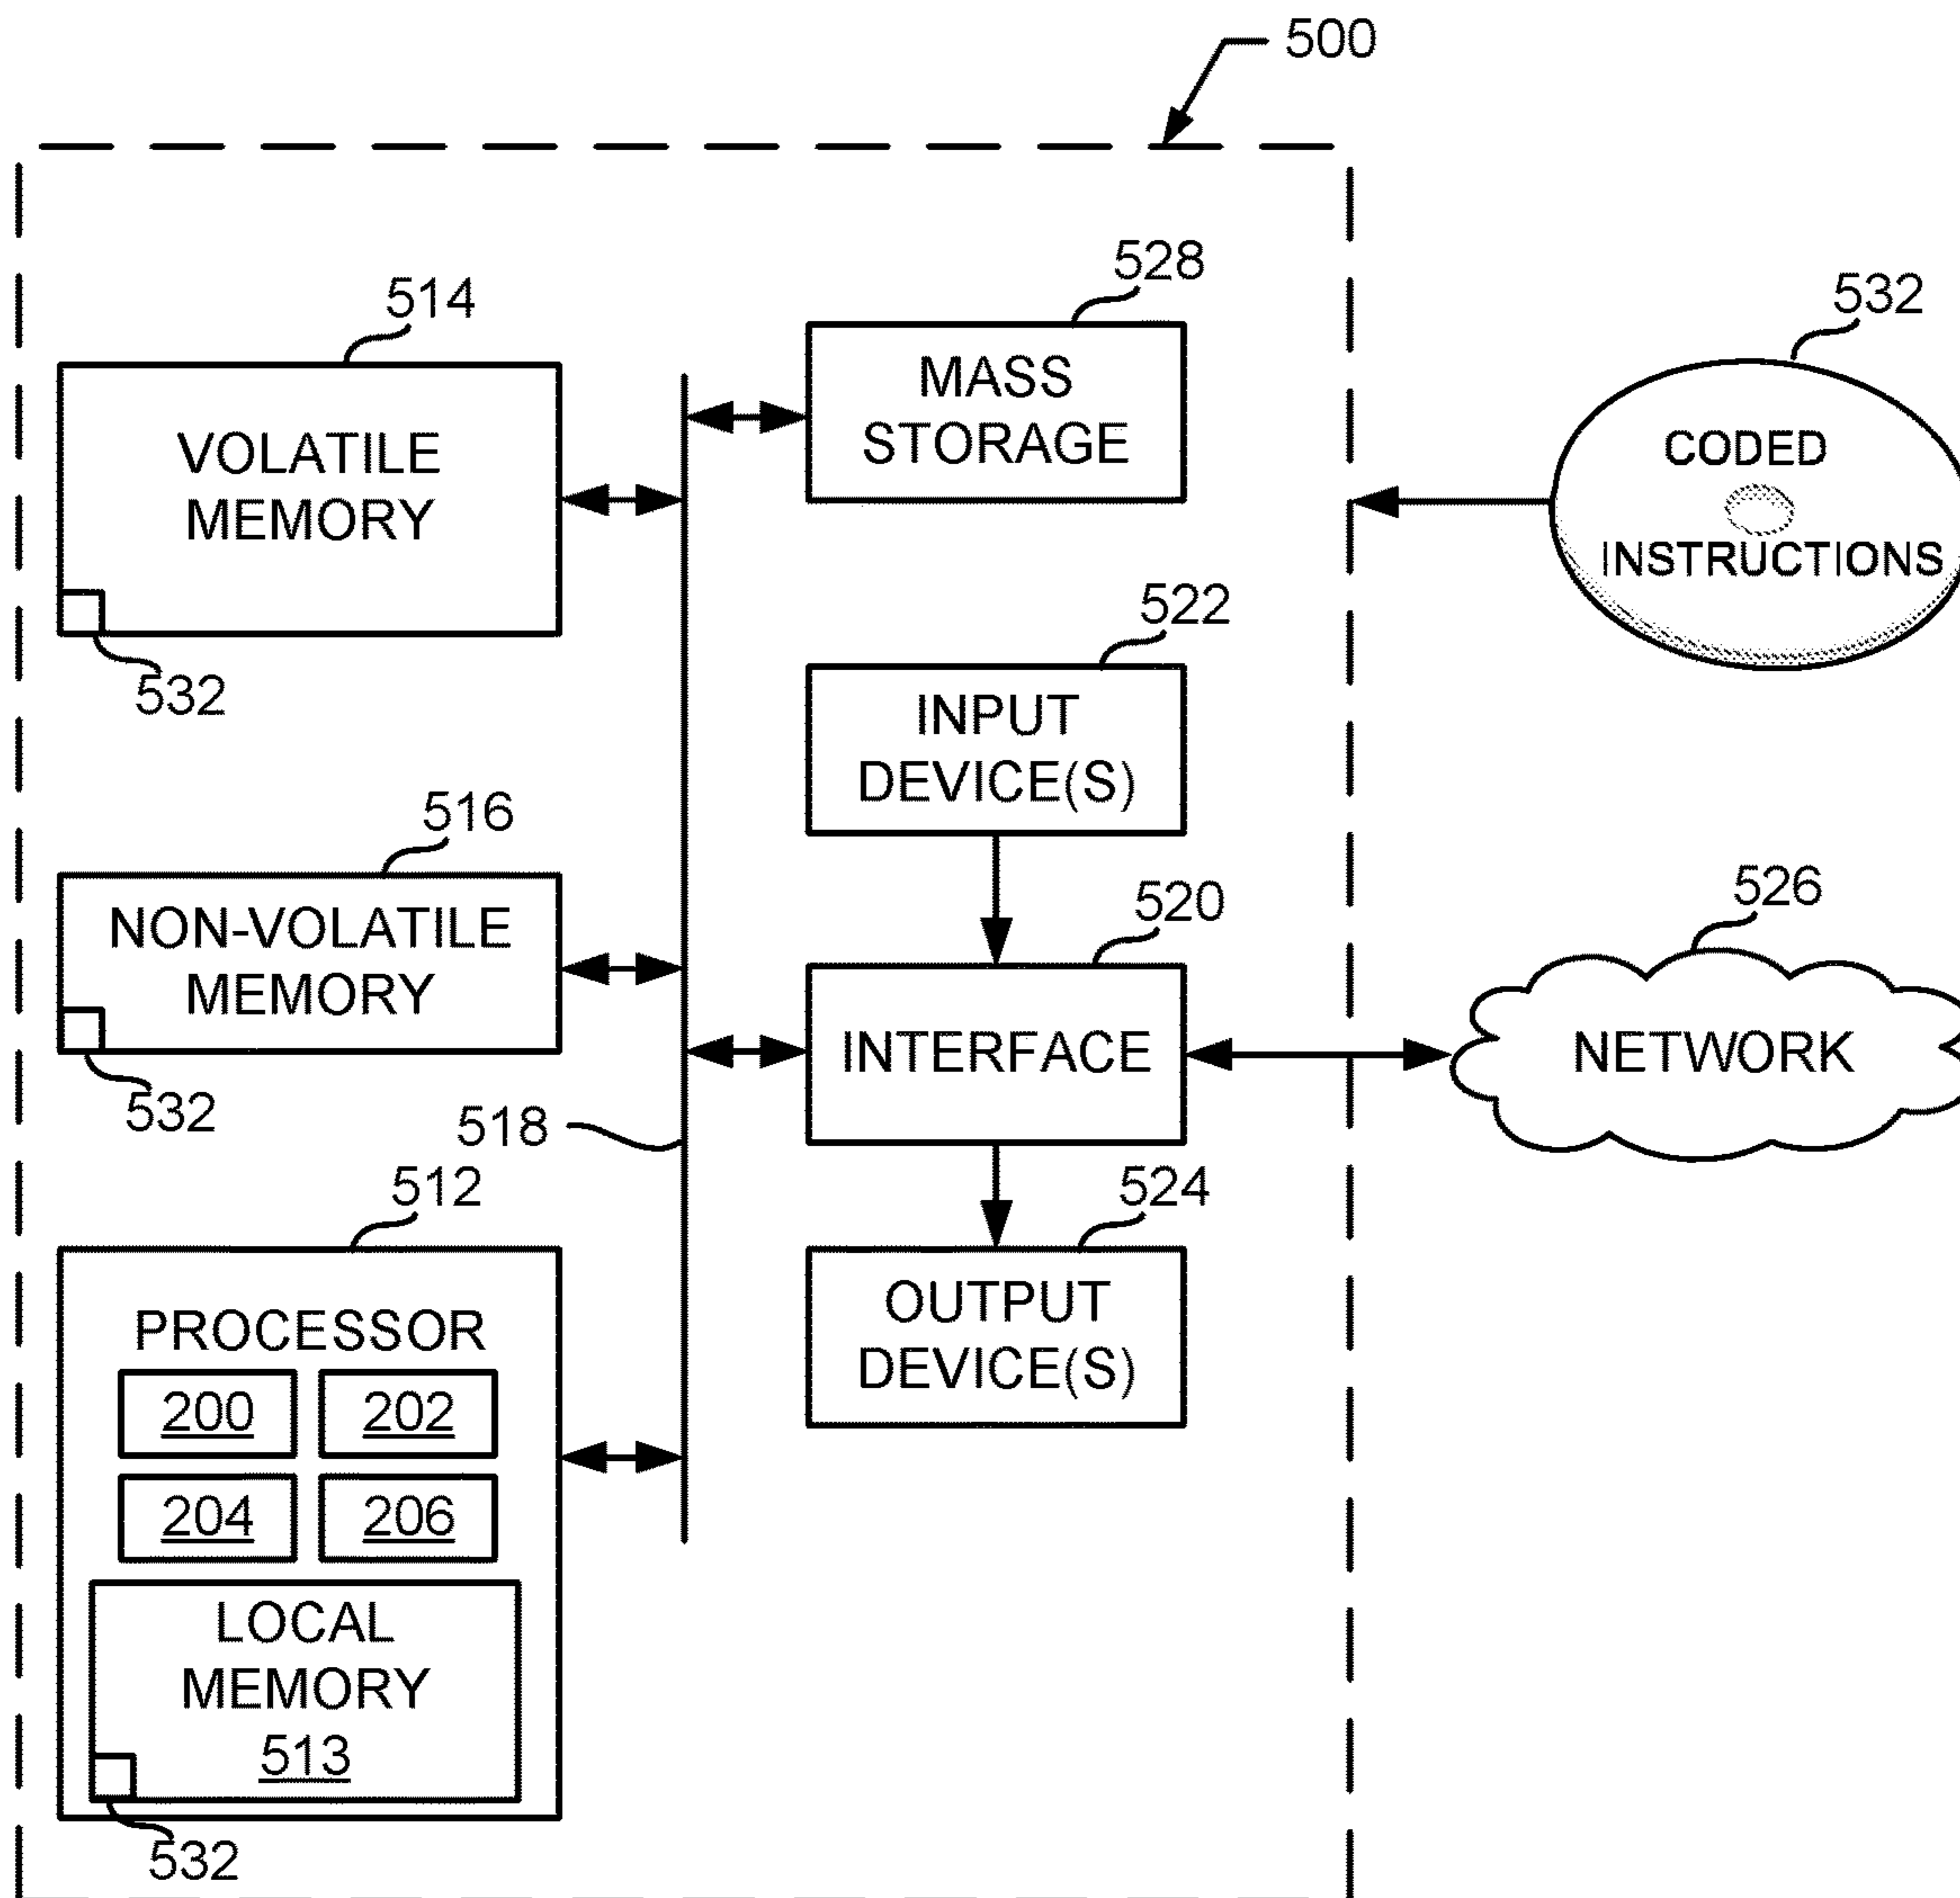 500
528
MASS
STORAGE
514
VOLATILE
MEMORY
532
532
CODED
INSTRUCTIONS
522
INPUT
DEVICE(S)
516
NON-VOLATILE
MEMORY
532
520
INTERFACE
526
NETWORK
518
512
PROCESSOR
200
202
204
206
LOCAL
MEMORY
513
532
524
OUTPUT
DEVICE(S)